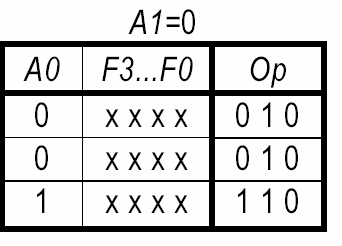 A1=0
A0 F3...F0 Op
0 x x x x 0 1 0
0 x x x x 0 1 0
1 x x x x 1 1 0